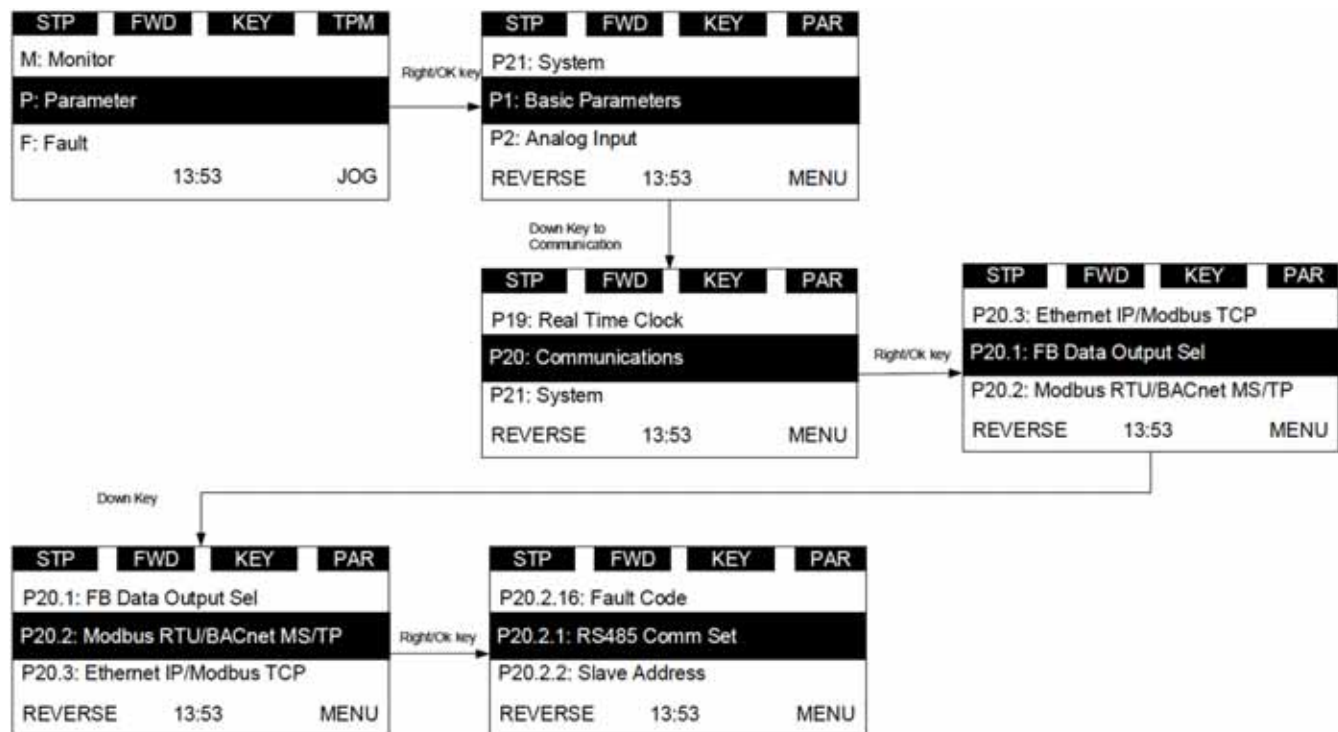 STP FWD KEY TPM
M: Monitor
P: Parameter
F: Fault
13:53 JOG
Right/OK key
STP FWD KEY PAR
P21: System
P1: Basic Parameters
P2: Analog Input
REVERSE 13:53 MENU
Down Key to
Communication
STP FWD KEY PAR
P19: Real Time Clock
P20: Communications
P21: System
REVERSE 13:53 MENU
Right/Ok key
STP FWD KEY PAR
P20.3: Ethernet IP/Modbus TCP
P20.1: FB Data Output Sel
P20.2: Modbus RTU/BACnet MS/TP
REVERSE 13:53 MENU
Down Key
STP FWD KEY PAR
P20.1: FB Data Output Sel
P20.2: Modbus RTU/BACnet MS/TP
P20.3: Ethernet IP/Modbus TCP
REVERSE 13:53 MENU
Right/Ok key
STP FWD KEY PAR
P20.2.16: Fault Code
P20.2.1: RS485 Comm Set
P20.2.2: Slave Address
REVERSE 13:53 MENU